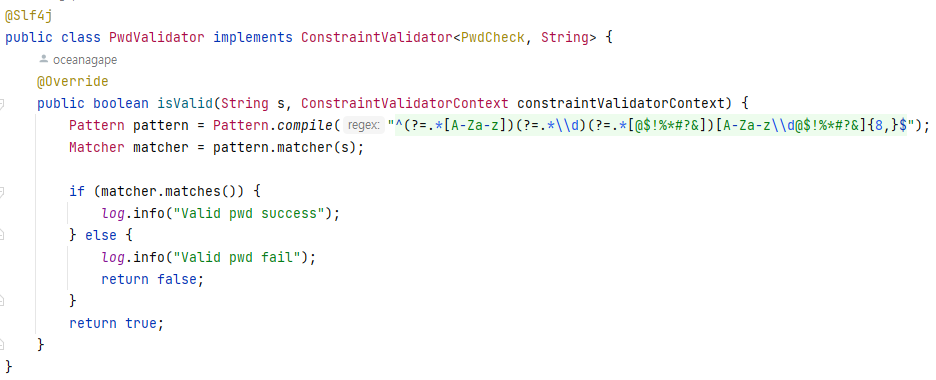 @Slf4j
public class PwdValidator implements ConstraintValidator<PwdCheck, String> {
oceanagape
@Override
public boolean isValid(String s, ConstraintValidatorContext constraintValidatorContext) {
Pattern pattern = Pattern.compile( regex: "^(?=.*[A-Za-z])(?=.*\\d)(?=.*[@$!%*#?&])[A-Za-z\\d@$!%*#?&]{8,}$");
Matcher matcher = pattern.matcher(s);
if (matcher.matches()) {
log.info("Valid pwd success");
} else {
log.info("Valid pwd fail");
return false;
}
return true;
}
}